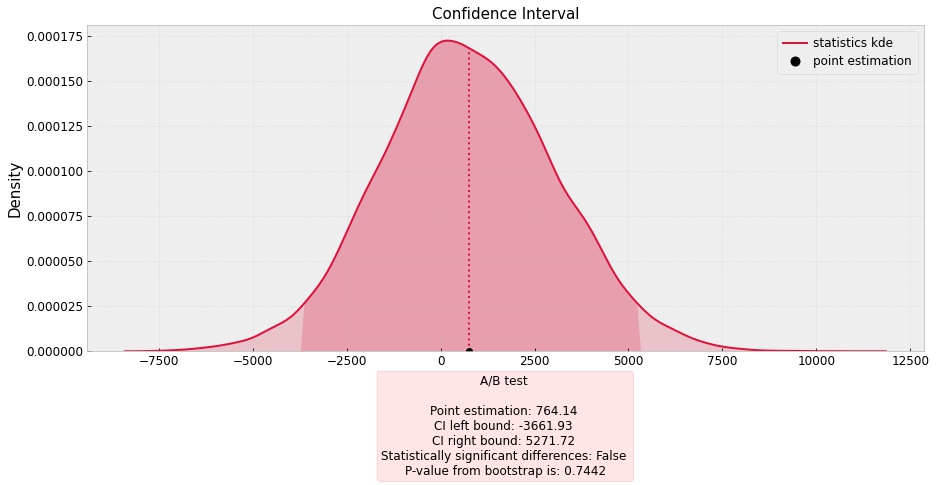 Confidence Interval
statistics kde
point estimation
0.000175
0.000150
0.000125
0.000100
0.000075
0.000050
0.000025
0.000000
Density
−7500 −5000 −2500 0 2500 5000 7500 10000 12500
A/B test
Point estimation: 764.14
CI left bound: -3661.93
CI right bound: 5271.72
Statistically significant differences: False
P-value from bootstrap is: 0.7442